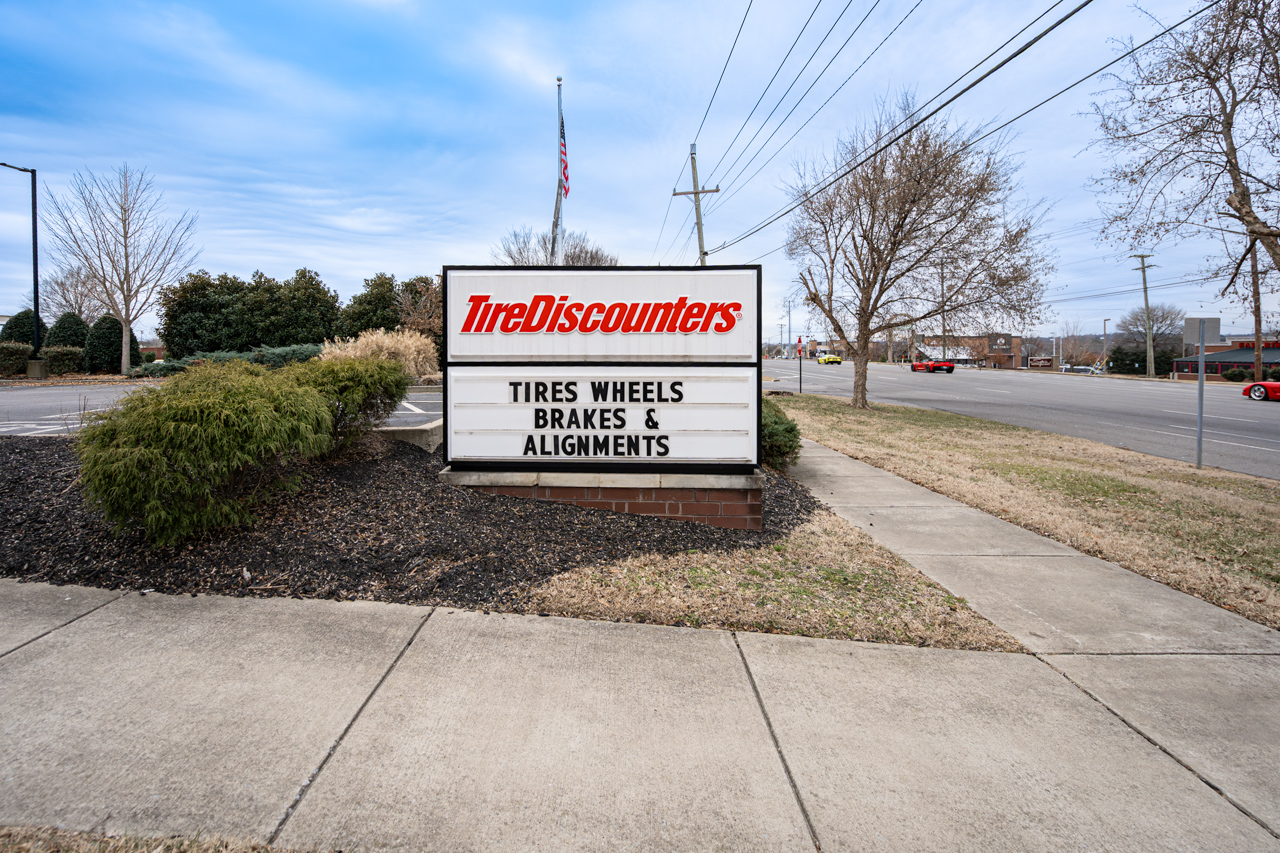 TireDiscounters®
TIRES WHEELS
BRAKES &
ALIGNMENTS